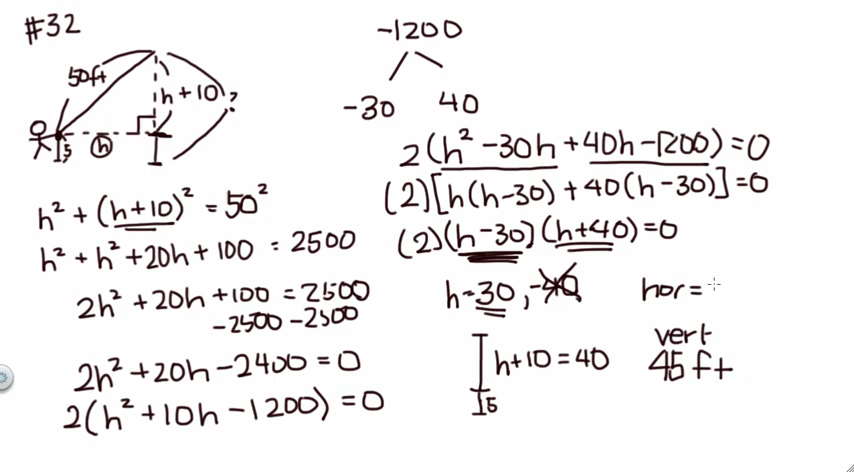 #32
50ft
h+10
?
5
h
h² + (h+10)² = 50²
h² + h² + 20h + 100 = 2500
2h² + 20h + 100 = 2500
-2500 -2500
2h² + 20h - 2400 = 0
2(h² + 10h - 1200) = 0
-1200
-30 40
2(h² - 30h + 40h - 1200) = 0
(2)[h(h-30) + 40(h-30)] = 0
(2)(h-30)(h+40) = 0
h = 30, -40
hor =
h+10 = 40
5
vert
45 ft